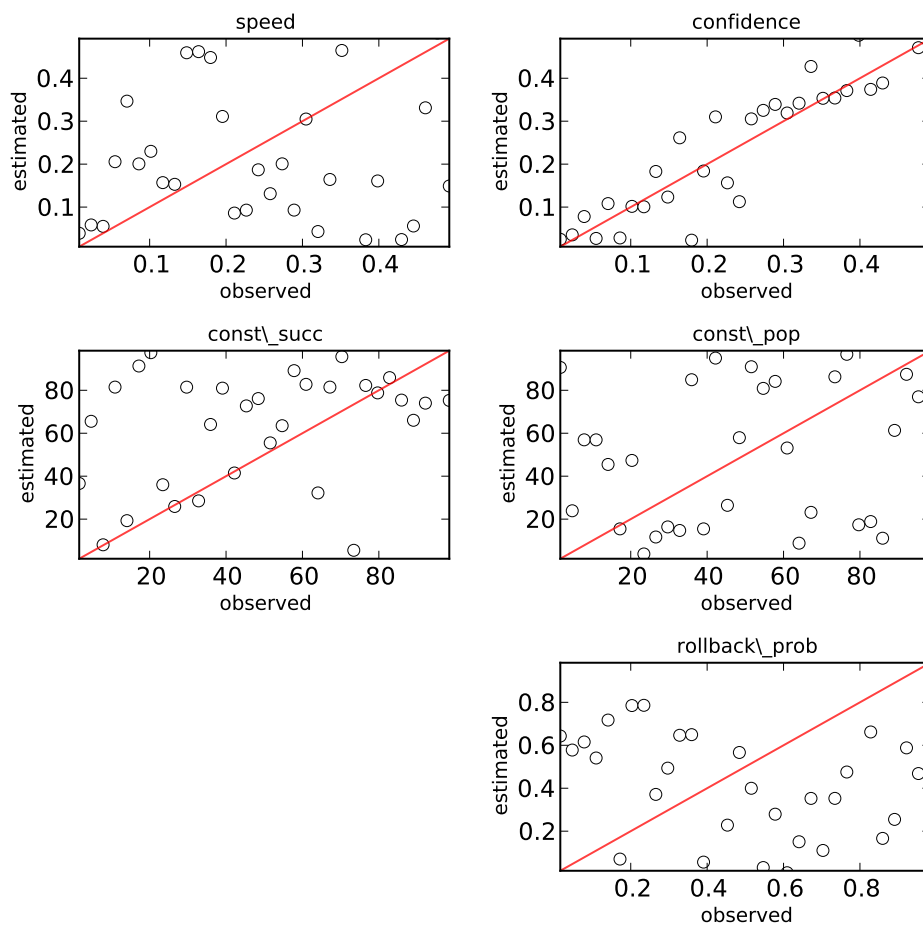 speed
estimated
0.4
0.3
0.2
0.1
0.1 0.2 0.3 0.4
observed
confidence
estimated
0.4
0.3
0.2
0.1
0.1 0.2 0.3 0.4
observed
const\_succ
estimated
80
60
40
20
20 40 60 80
observed
const\_pop
estimated
80
60
40
20
20 40 60 80
observed
rollback\_prob
estimated
0.8
0.6
0.4
0.2
0.2 0.4 0.6 0.8
observed